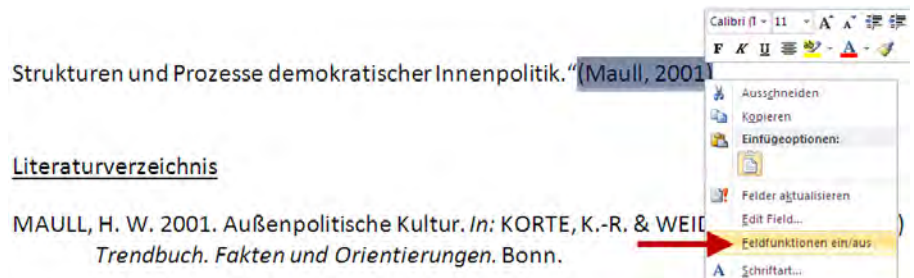 Calibri (T 11 A A
F K U A
Strukturen und Prozesse demokratischer Innenpolitik.“(Maull, 2001)
Ausschneiden
Kopieren
Einfügeoptionen:
Literaturverzeichnis
Felder aktualisieren
Edit Field...
MAULL, H. W. 2001. Außenpolitische Kultur. In: KORTE, K.-R. & WEID )
Feldfunktionen ein/aus
Trendbuch. Fakten und Orientierungen. Bonn.
A Schriftart...